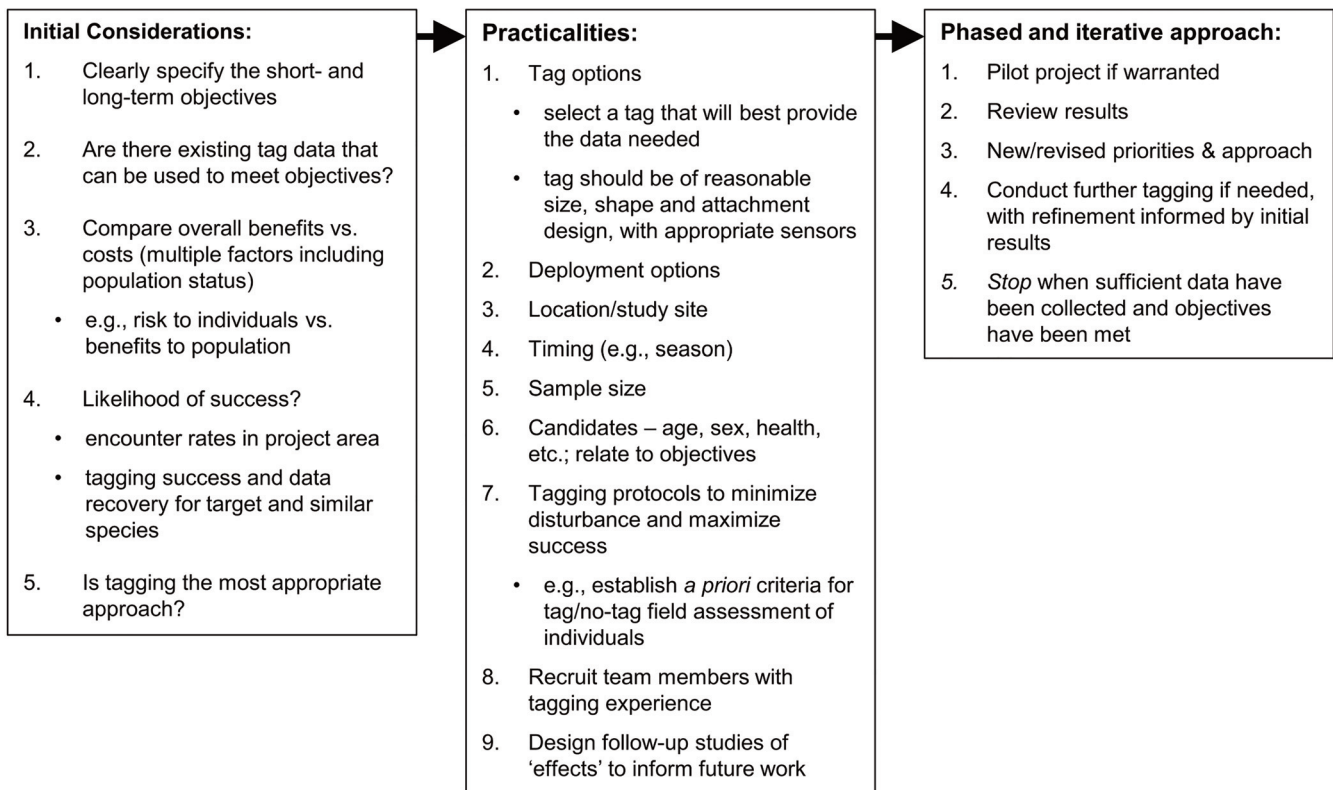 Initial Considerations:
1. Clearly specify the short- and
long-term objectives
2. Are there existing tag data that
can be used to meet objectives?
3. Compare overall benefits vs.
costs (multiple factors including
population status)
• e.g., risk to individuals vs.
benefits to population
4. Likelihood of success?
• encounter rates in project area
• tagging success and data
recovery for target and similar
species
5. Is tagging the most appropriate
approach?
Practicalities:
1. Tag options
• select a tag that will best provide
the data needed
• tag should be of reasonable
size, shape and attachment
design, with appropriate sensors
2. Deployment options
3. Location/study site
4. Timing (e.g., season)
5. Sample size
6. Candidates – age, sex, health,
etc.; relate to objectives
7. Tagging protocols to minimize
disturbance and maximize
success
• e.g., establish a priori criteria for
tag/no-tag field assessment of
individuals
8. Recruit team members with
tagging experience
9. Design follow-up studies of
‘effects’ to inform future work
Phased and iterative approach:
1. Pilot project if warranted
2. Review results
3. New/revised priorities & approach
4. Conduct further tagging if needed,
with refinement informed by initial
results
5. Stop when sufficient data have
been collected and objectives
have been met